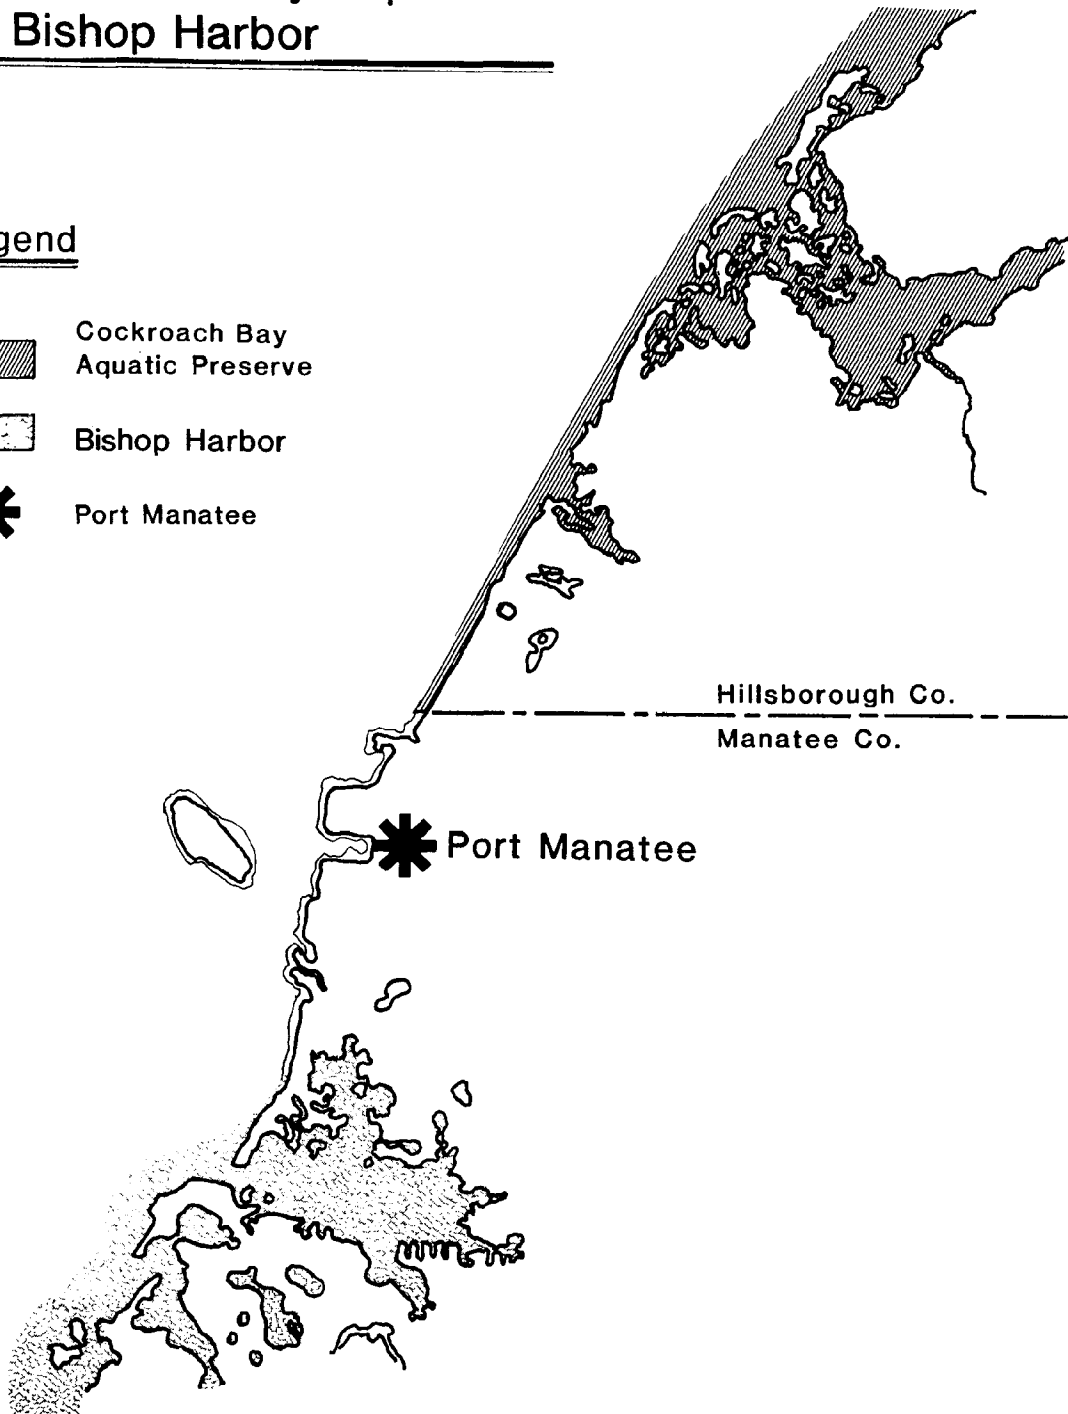 Bishop Harbor
gend
Cockroach Bay
Aquatic Preserve
Bishop Harbor
Port Manatee
Hillsborough Co.
Manatee Co.
Port Manatee